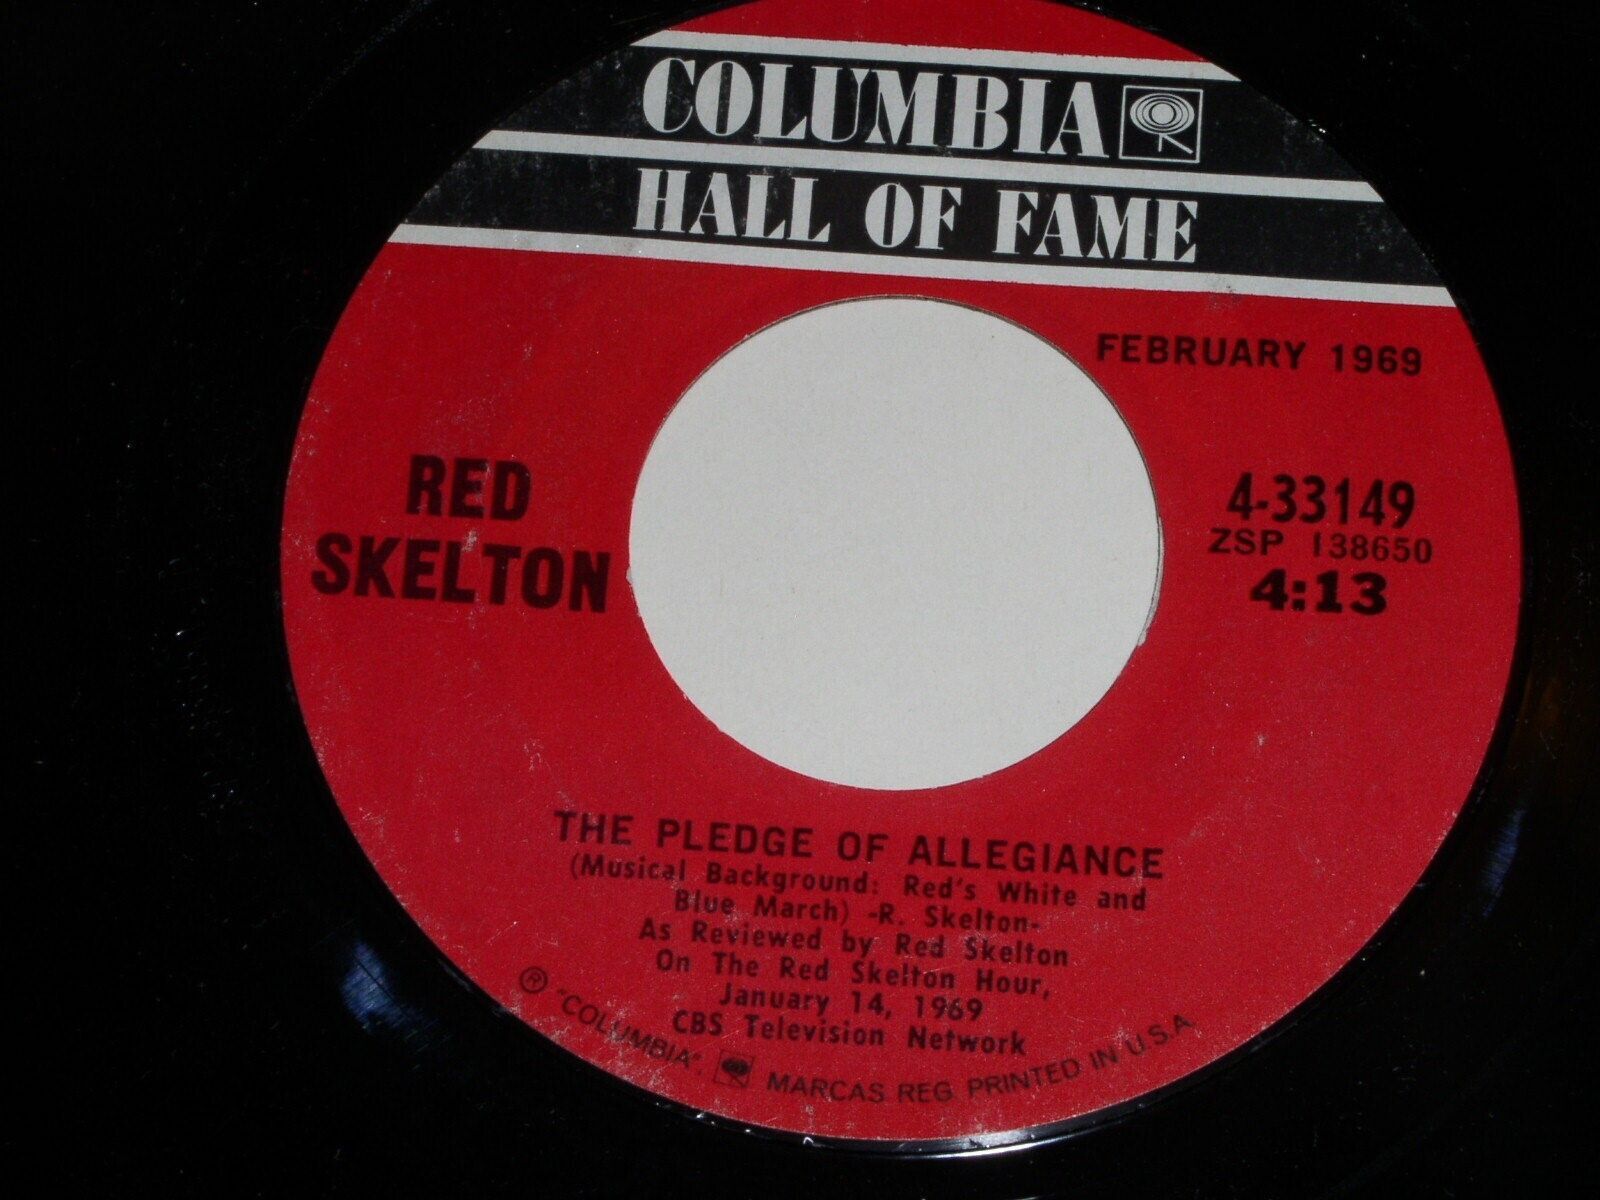 COLUMBIA
HALL OF FAME
FEBRUARY 1969
RED
SKELTON
4-33149
ZSP 138650
4:13
THE PLEDGE OF ALLEGIANCE
(Musical Background: Red's White and
Blue March) -R. Skelton-
As Reviewed by Red Skelton
On The Red Skelton Hour,
January 14, 1969
CBS Television Network
® "COLUMBIA", MARCAS REG. PRINTED IN U.S.A.